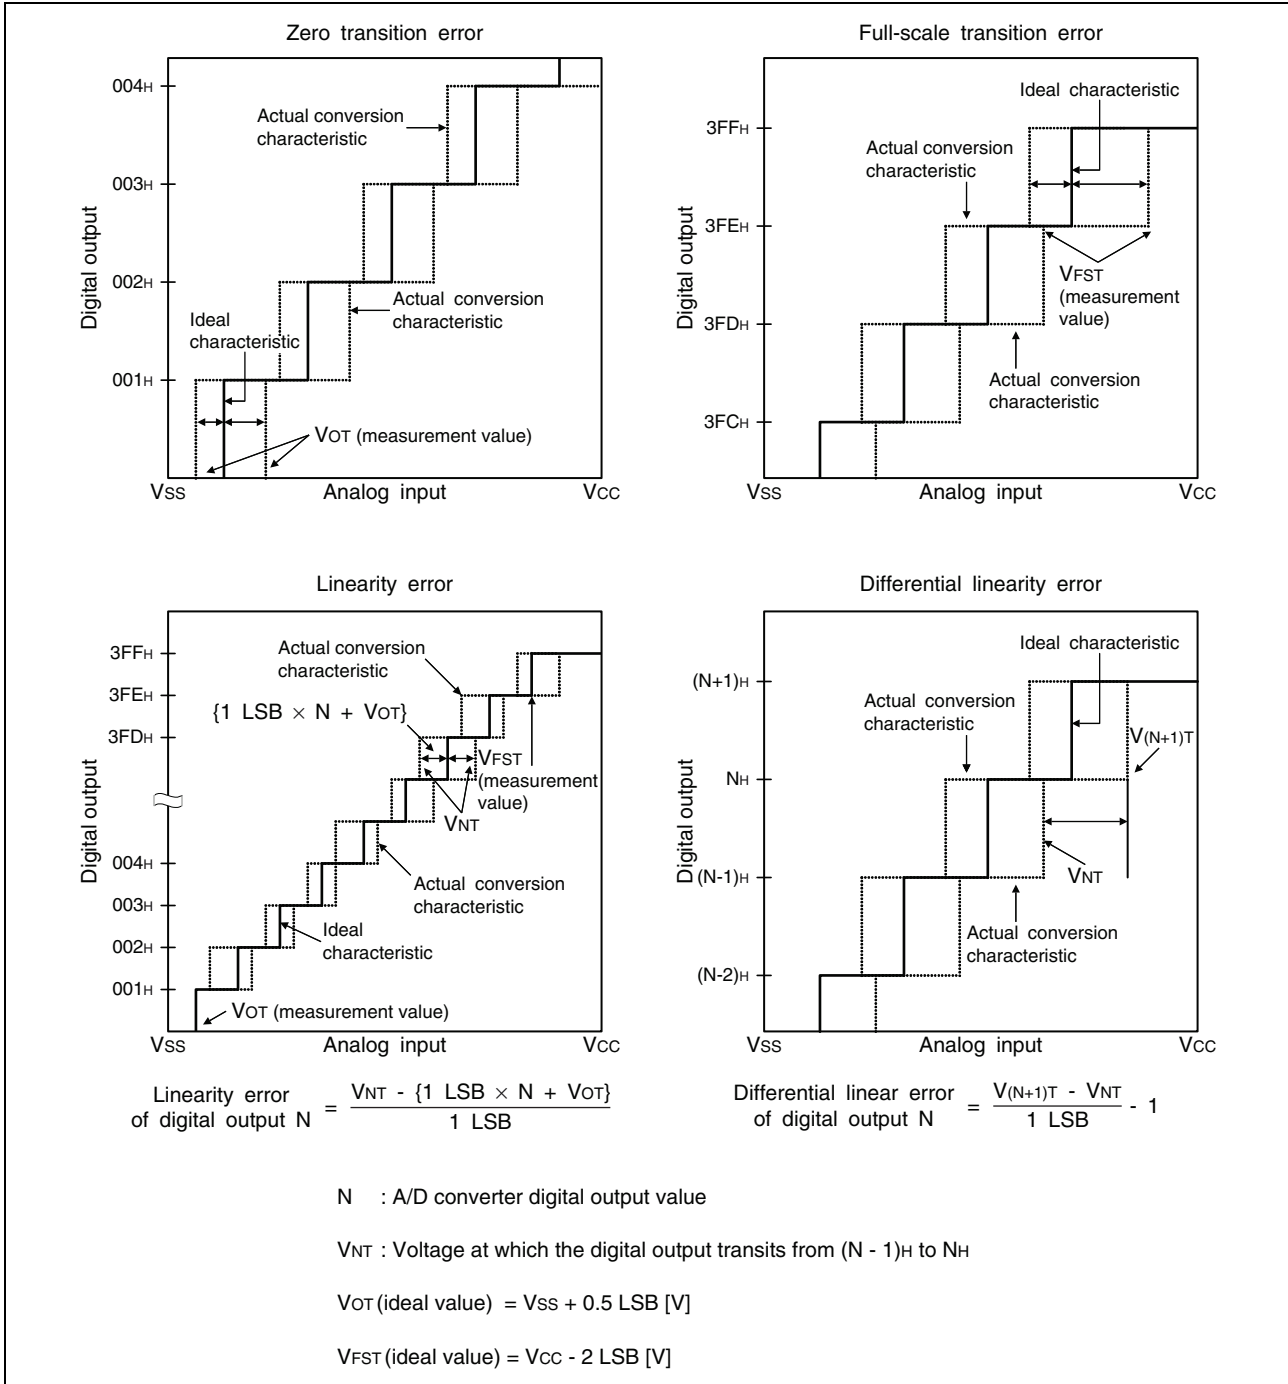 Zero transition error
004H
003H
002H
001H
Digital output
Actual conversion
characteristic
Actual conversion
characteristic
Ideal
characteristic
VOT (measurement value)
VSS
Analog input
VCC
Full-scale transition error
3FFH
3FEH
3FDH
3FCH
Digital output
Ideal characteristic
Actual conversion
characteristic
VFST
(measurement
value)
Actual conversion
characteristic
VSS
Analog input
VCC
Linearity error
3FFH
3FEH
3FDH
004H
003H
002H
001H
Digital output
Actual conversion
characteristic
{1 LSB × N + VOT}
VFST
(measurement
value)
VNT
Actual conversion
characteristic
Ideal
characteristic
VOT (measurement value)
VSS
Analog input
VCC
Differential linearity error
(N+1)H
NH
(N-1)H
(N-2)H
Digital output
Ideal characteristic
Actual conversion
characteristic
V(N+1)T
VNT
Actual conversion
characteristic
VSS
Analog input
VCC
Linearity error
of digital output N
=
VNT - {1 LSB × N + VOT}
1 LSB
Differential linear error
of digital output N
=
V(N+1)T - VNT
1 LSB
- 1
N : A/D converter digital output value
VNT : Voltage at which the digital output transits from (N - 1)H to NH
VOT (ideal value) = VSS + 0.5 LSB [V]
VFST (ideal value) = VCC - 2 LSB [V]